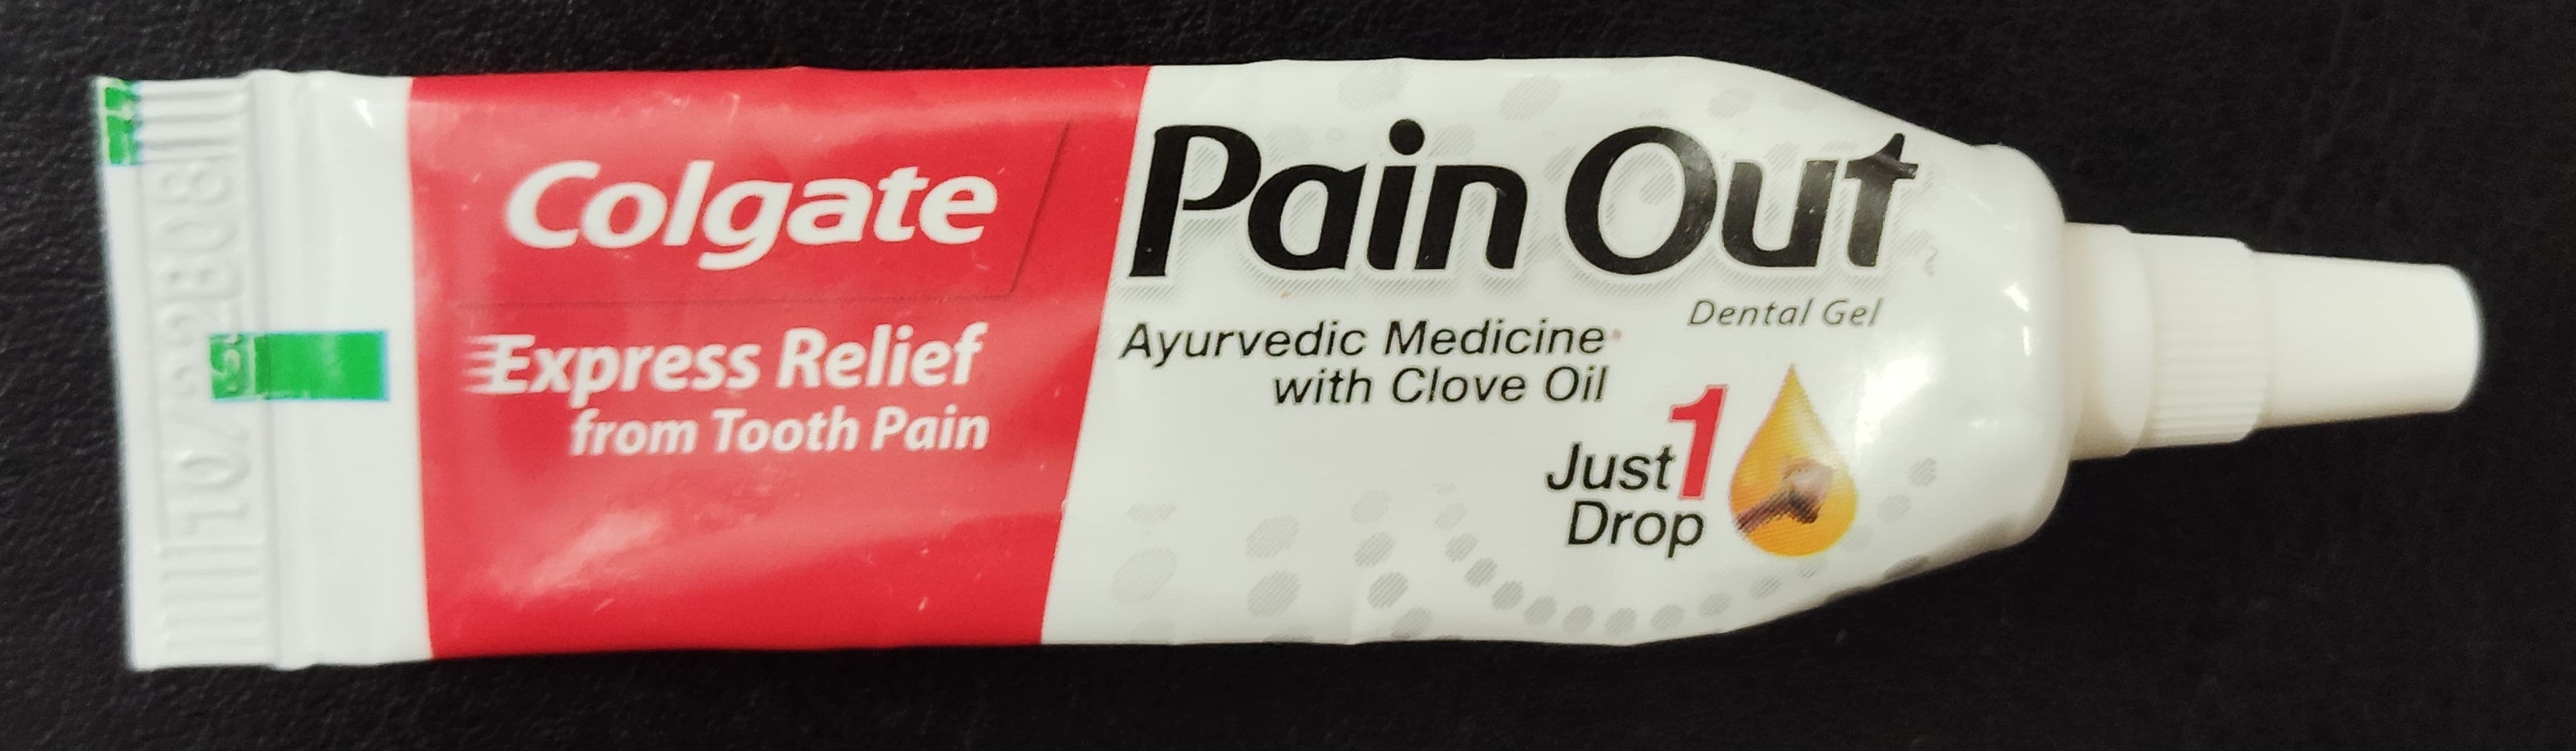 Colgate
Express Relief
from Tooth Pain
Pain Out
Dental Gel
Ayurvedic Medicine
with Clove Oil
Just 1
Drop